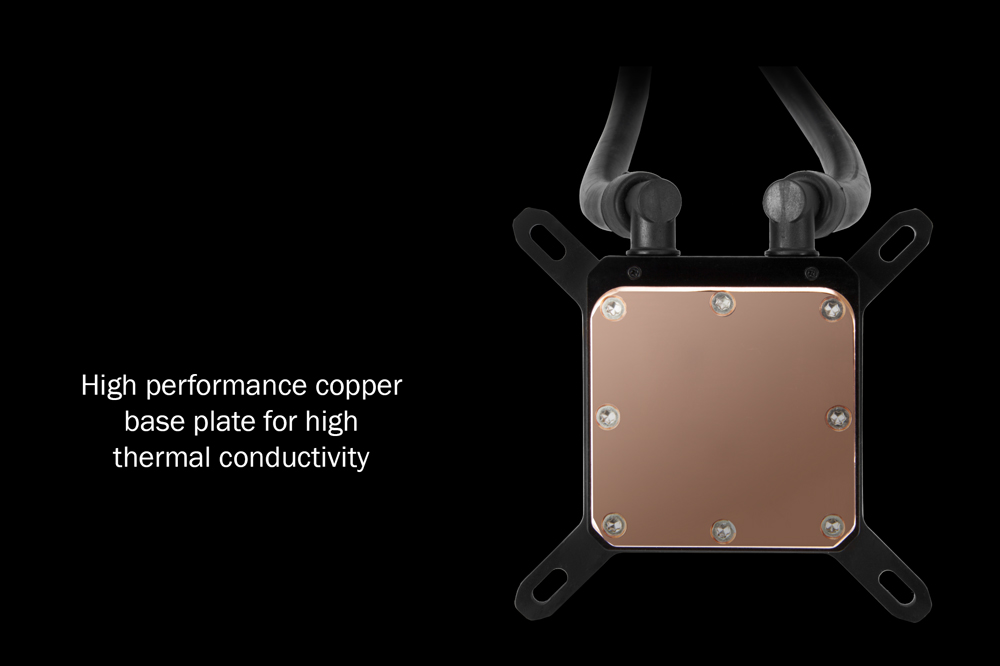 High performance copper
base plate for high
thermal conductivity